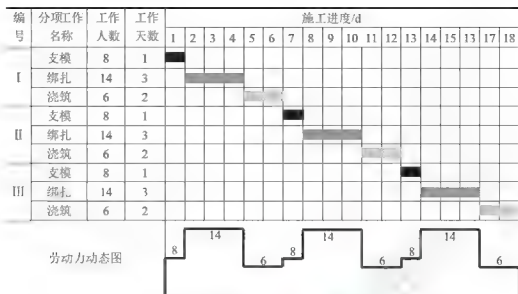 编号 分项工作名称 工作人数 工作天数 施工进度/d
1 2 3 4 5 6 7 8 9 10 11 12 13 14 15 13 17 18
I 支模 8 1
绑扎 14 3
浇筑 6 2
II 支模 8 1
绑扎 14 3
浇筑 6 2
III 支模 8 1
绑扎 14 3
浇筑 6 2
劳动力动态图 8 14 6 8 14 6 8 14 6